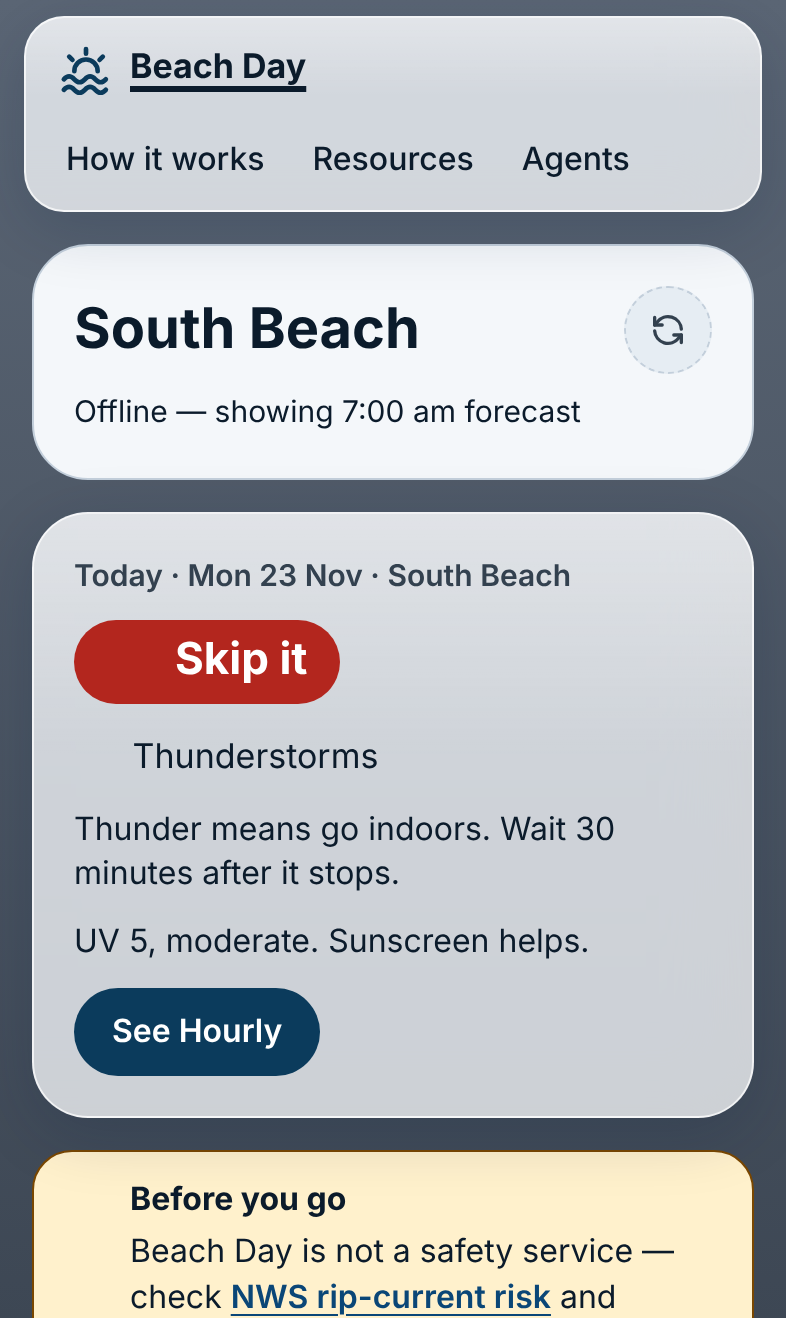 Beach Day
How it works Resources Agents
South Beach
Offline — showing 7:00 am forecast
Today · Mon 23 Nov · South Beach
Skip it
Thunderstorms
Thunder means go indoors. Wait 30
minutes after it stops.
UV 5, moderate. Sunscreen helps.
See Hourly
Before you go
Beach Day is not a safety service —
check NWS rip-current risk and